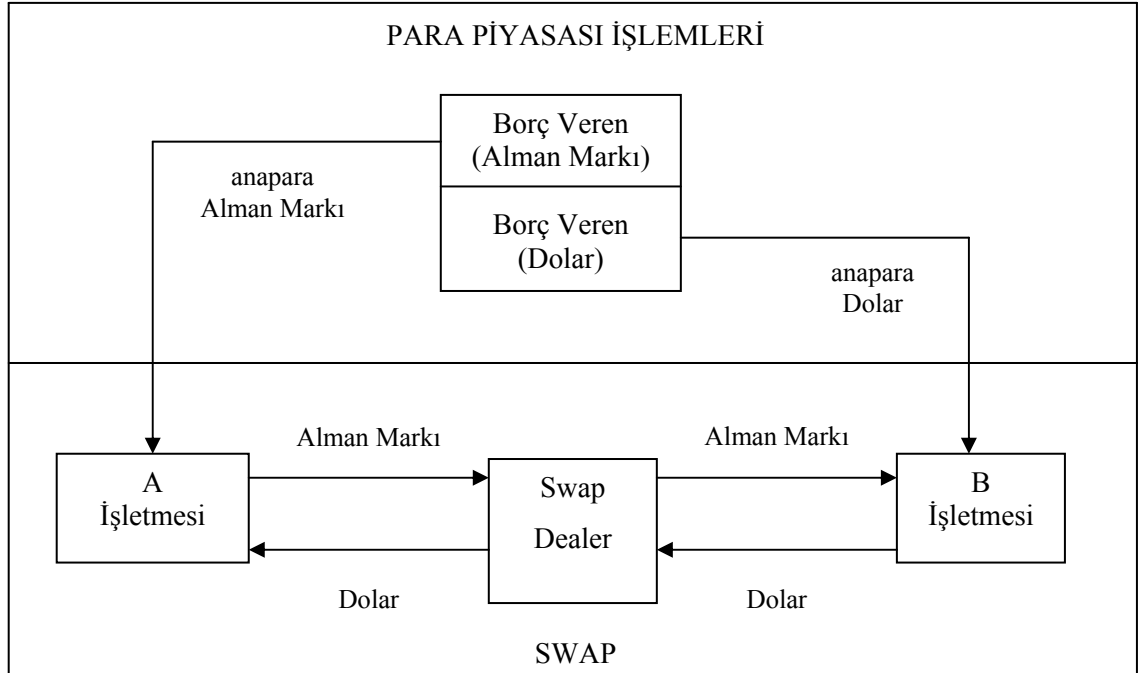 PARA PİYASASI İŞLEMLERİ
Borç Veren
(Alman Markı)
anapara
Alman Markı
Borç Veren
(Dolar)
anapara
Dolar
Alman Markı
Alman Markı
A
İşletmesi
Swap
Dealer
B
İşletmesi
Dolar
Dolar
SWAP